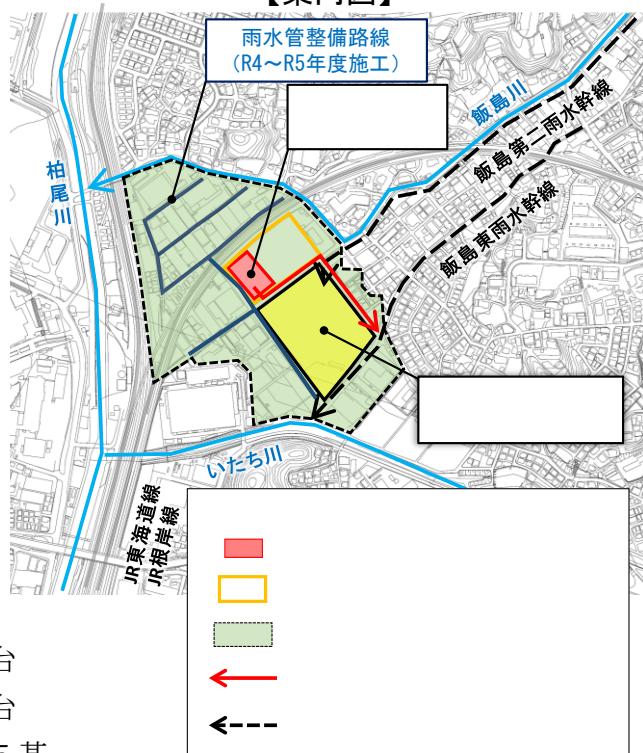 【案内図】
雨水管整備路線
(R4～R5年度施工)
飯島川
飯島第二雨水幹線
柏尾川
飯島東雨水幹線
いたち川
JR東海道線
JR根岸線
台
台
基